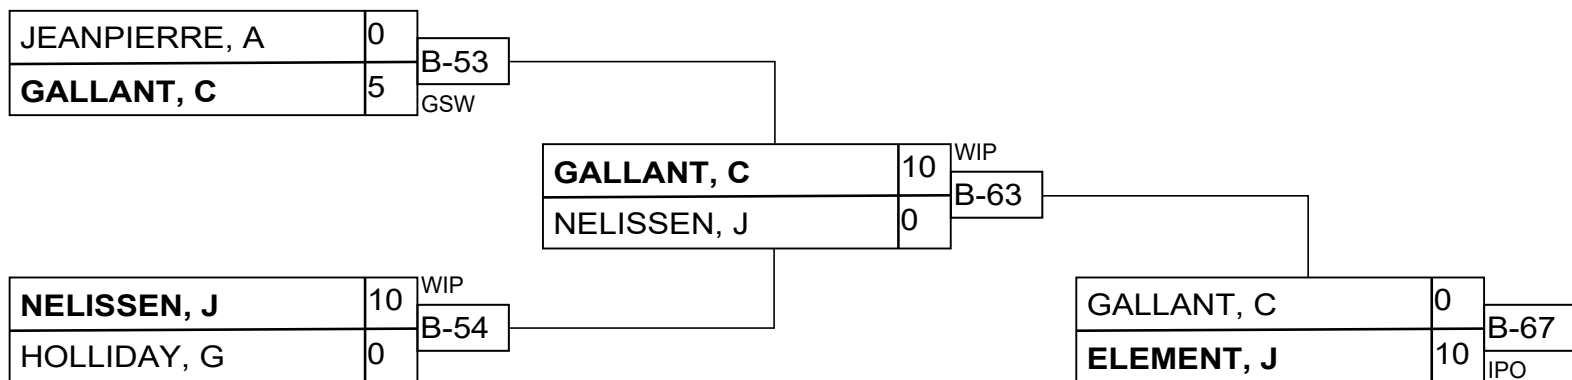 JEANPIERRE, A 0
B-53
GALLANT, C 5
GSW
GALLANT, C 10 WIP
B-63
NELISSEN, J 0
NELISSEN, J 10 WIP
B-54
HOLLIDAY, G 0
GALLANT, C 0
B-67
ELEMENT, J 10
IPO